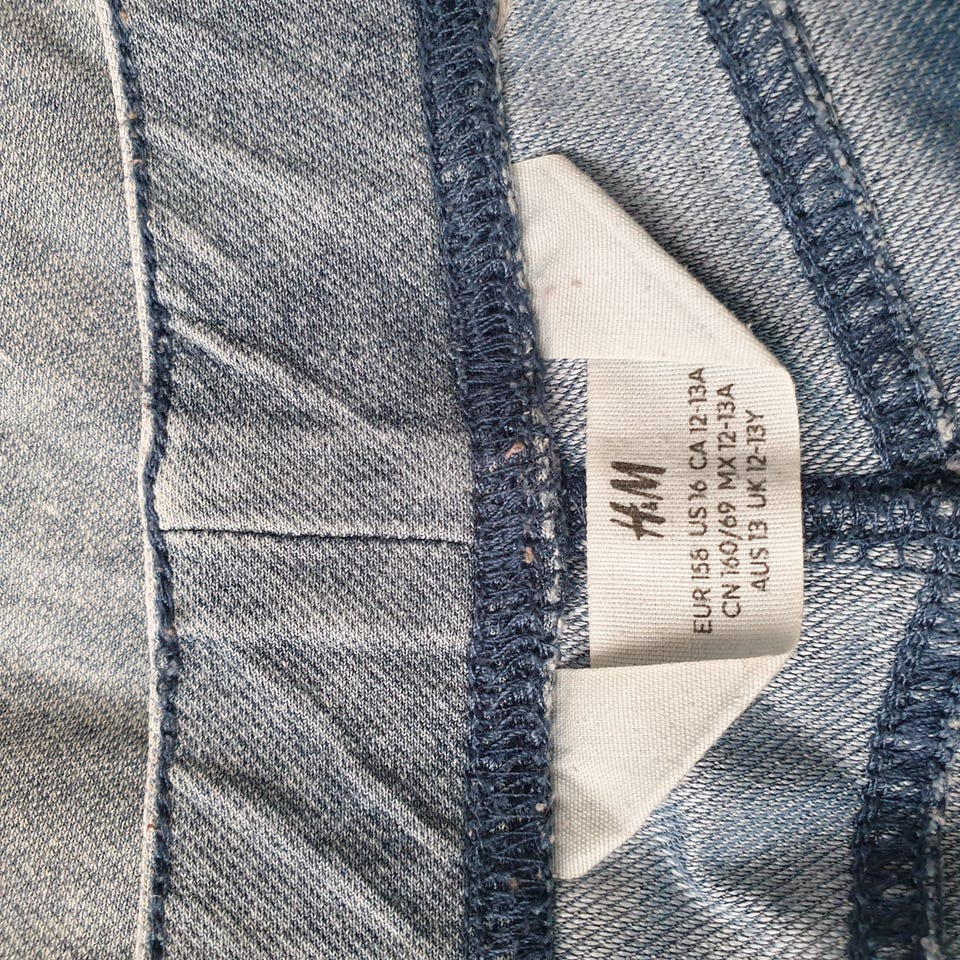 H&M
EUR 158 US 16 CA 12-13A
CN 160/69 MX 12-13A
AUS 13 UK 12-13Y